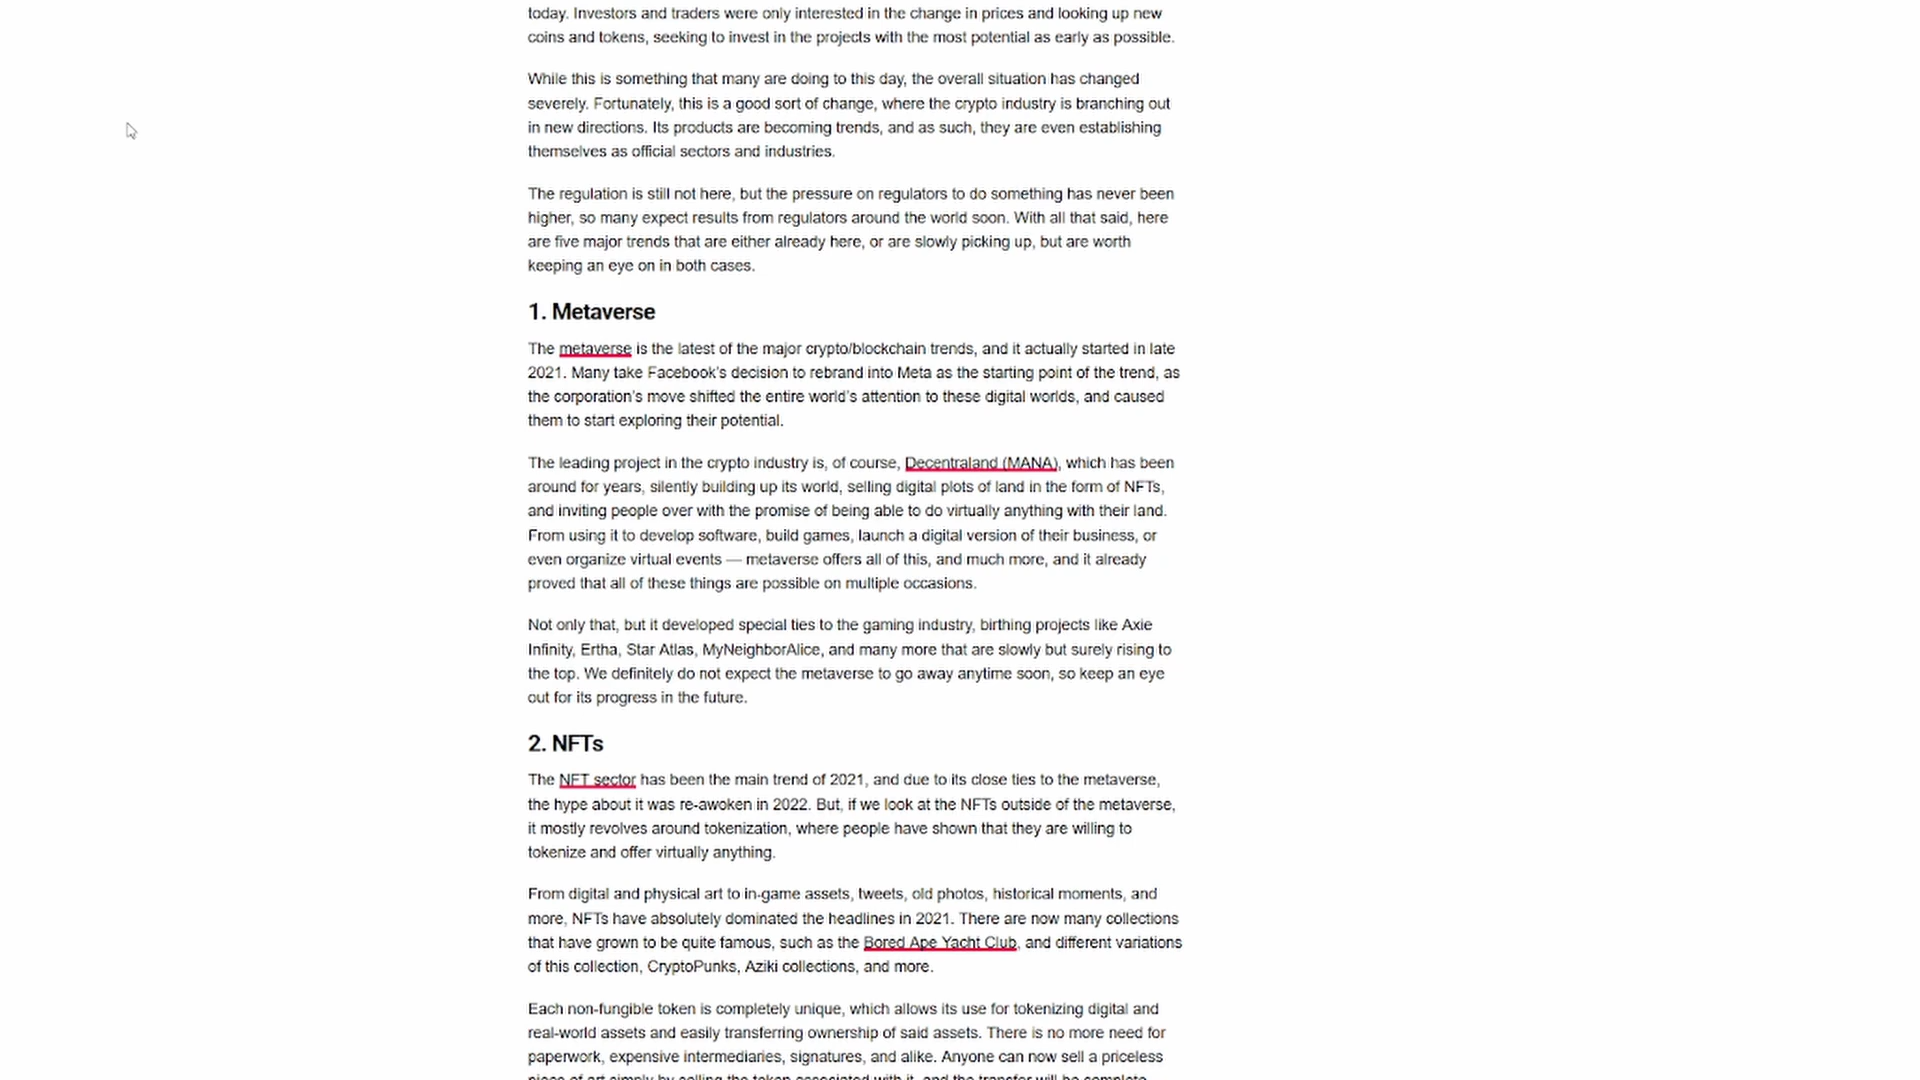 today. Investors and traders were only interested in the change in prices and looking up new
coins and tokens, seeking to invest in the projects with the most potential as early as possible.
While this is something that many are doing to this day, the overall situation has changed
severely. Fortunately, this is a good sort of change, where the crypto industry is branching out
in new directions. Its products are becoming trends, and as such, they are even establishing
themselves as official sectors and industries.
The regulation is still not here, but the pressure on regulators to do something has never been
higher, so many expect results from regulators around the world soon. With all that said, here
are five major trends that are either already here, or are slowly picking up, but are worth
keeping an eye on in both cases.
1. Metaverse
The metaverse is the latest of the major crypto/blockchain trends, and it actually started in late
2021. Many take Facebook's decision to rebrand into Meta as the starting point of the trend, as
the corporation's move shifted the entire world's attention to these digital worlds, and caused
them to start exploring their potential.
The leading project in the crypto industry is, of course, Decentraland (MANA), which has been
around for years, silently building up its world, selling digital plots of land in the form of NFTs,
and inviting people over with the promise of being able to do virtually anything with their land.
From using it to develop software, build games, launch a digital version of their business, or
even organize virtual events — metaverse offers all of this, and much more, and it already
proved that all of these things are possible on multiple occasions.
Not only that, but it developed special ties to the gaming industry, birthing projects like Axie
Infinity, Ertha, Star Atlas, MyNeighborAlice, and many more that are slowly but surely rising to
the top. We definitely do not expect the metaverse to go away anytime soon, so keep an eye
out for its progress in the future.
2. NFTs
The NFT sector has been the main trend of 2021, and due to its close ties to the metaverse,
the hype about it was re-awoken in 2022. But, if we look at the NFTs outside of the metaverse,
it mostly revolves around tokenization, where people have shown that they are willing to
tokenize and offer virtually anything.
From digital and physical art to in-game assets, tweets, old photos, historical moments, and
more, NFTs have absolutely dominated the headlines in 2021. There are now many collections
that have grown to be quite famous, such as the Bored Ape Yacht Club, and different variations
of this collection, CryptoPunks, Aziki collections, and more.
Each non-fungible token is completely unique, which allows its use for tokenizing digital and
real-world assets and easily transferring ownership of said assets. There is no more need for
paperwork, expensive intermediaries, signatures, and alike. Anyone can now sell a priceless
piece of art simply by selling the token associated with it, and the transfer will be complete